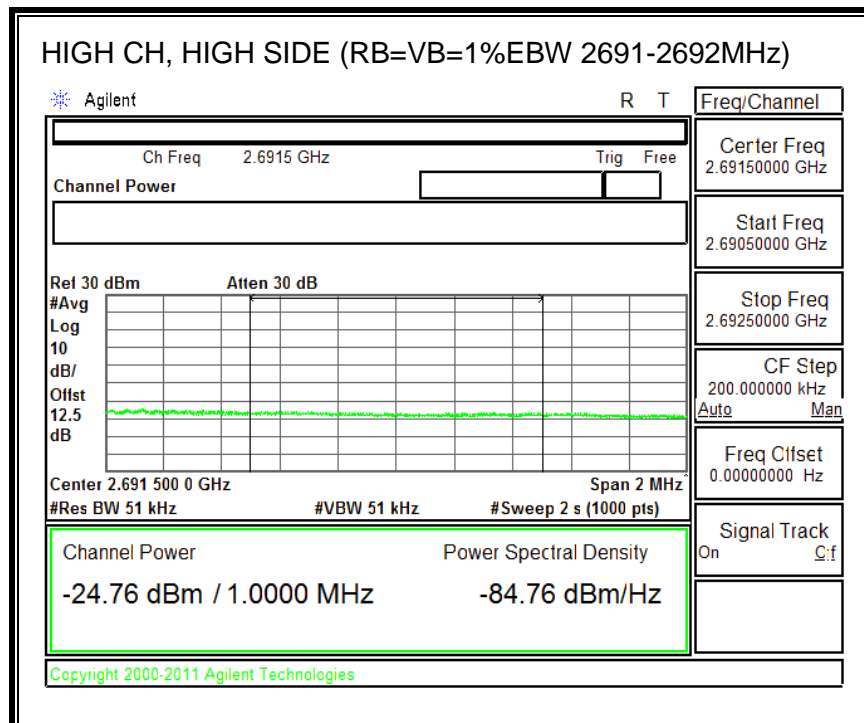 HIGH CH, HIGH SIDE (RB=VB=1%EBW 2691-2692MHz)
Agilent R T Freq/Channel
Ch Freq 2.6915 GHz Trig Free
Channel Power
Center Freq
2.69150000 GHz
Start Freq
2.69050000 GHz
Stop Freq
2.69250000 GHz
CF Step
200.000000 kHz
Auto Man
Freq Offset
0.00000000 Hz
Signal Track
On Off
Ref 30 dBm Atten 30 dB
#Avg
Log
10
dB/
Offst
12.5
dB
Center 2.691 500 0 GHz Span 2 MHz
#Res BW 51 kHz #VBW 51 kHz #Sweep 2 s (1000 pts)
Channel Power Power Spectral Density
-24.76 dBm / 1.0000 MHz -84.76 dBm/Hz
Copyright 2000-2011 Agilent Technologies